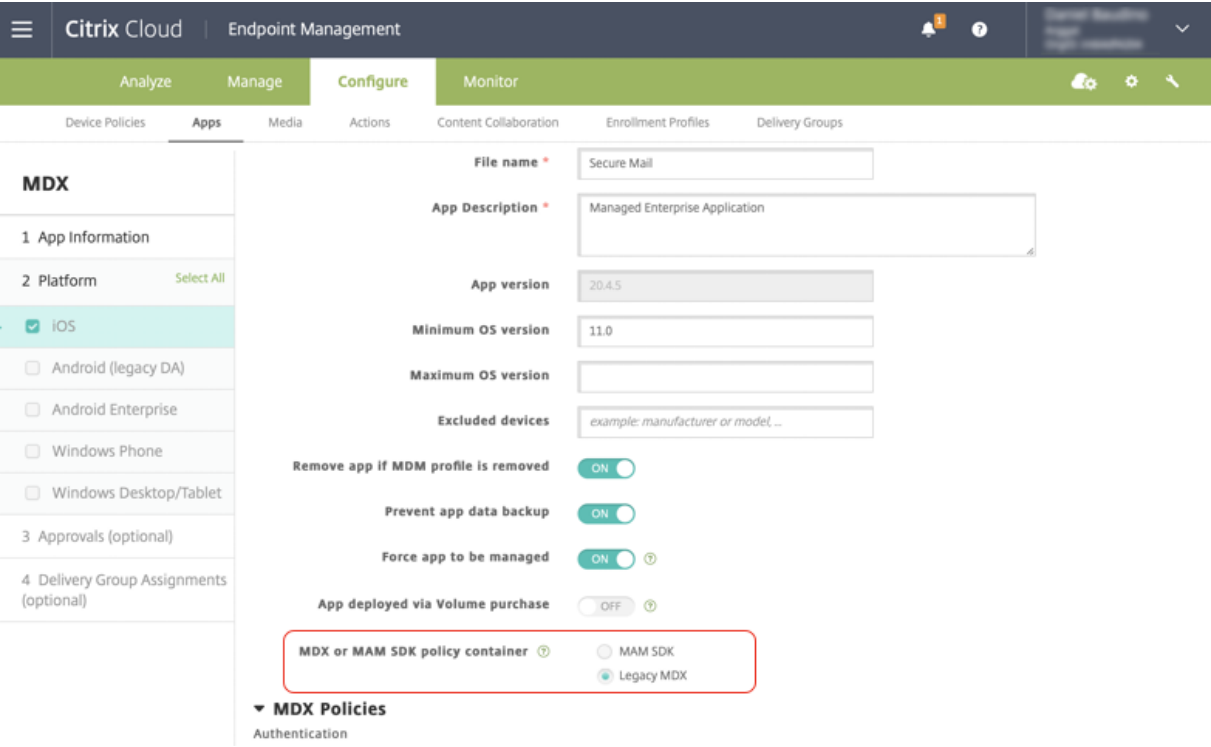 Citrix Cloud | Endpoint Management 1 ?
Analyze Manage Configure Monitor
Device Policies Apps Media Actions Content Collaboration Enrollment Profiles Delivery Groups
MDX
1 App Information
2 Platform Select All
iOS
Android (legacy DA)
Android Enterprise
Windows Phone
Windows Desktop/Tablet
3 Approvals (optional)
4 Delivery Group Assignments
(optional)
File name * Secure Mail
App Description * Managed Enterprise Application
App version 20.4.5
Minimum OS version 11.0
Maximum OS version
Excluded devices example: manufacturer or model, ..
Remove app if MDM profile is removed ON
Prevent app data backup ON
Force app to be managed ON ?
App deployed via Volume purchase OFF ?
MDX or MAM SDK policy container ? MAM SDK
Legacy MDX
MDX Policies
Authentication